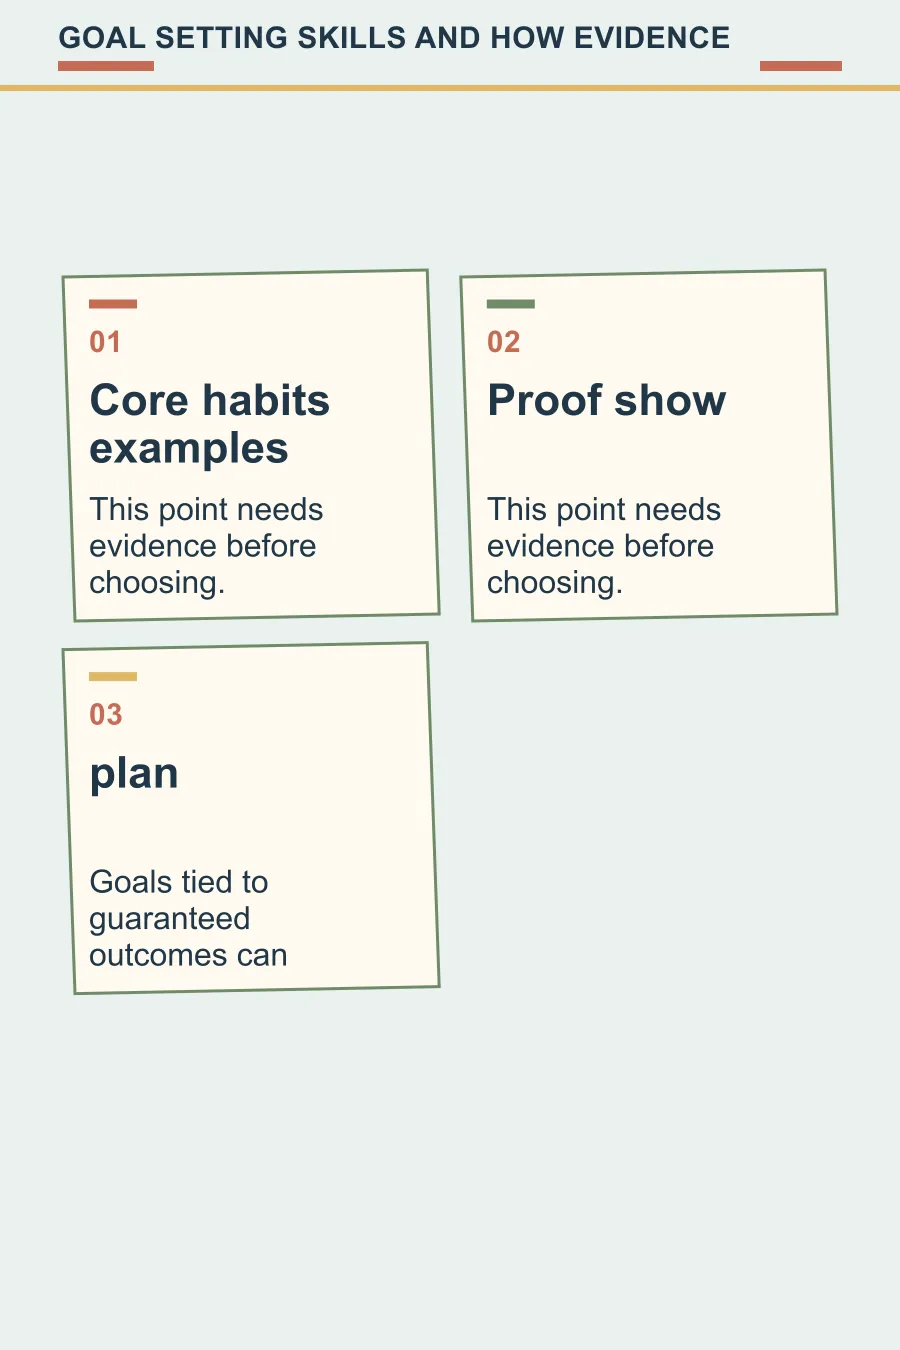 GOAL SETTING SKILLS AND HOW EVIDENCE
01
Core habits
examples
This point needs
evidence before
choosing.
02
Proof show
This point needs
evidence before
choosing.
03
plan
Goals tied to
guaranteed
outcomes can